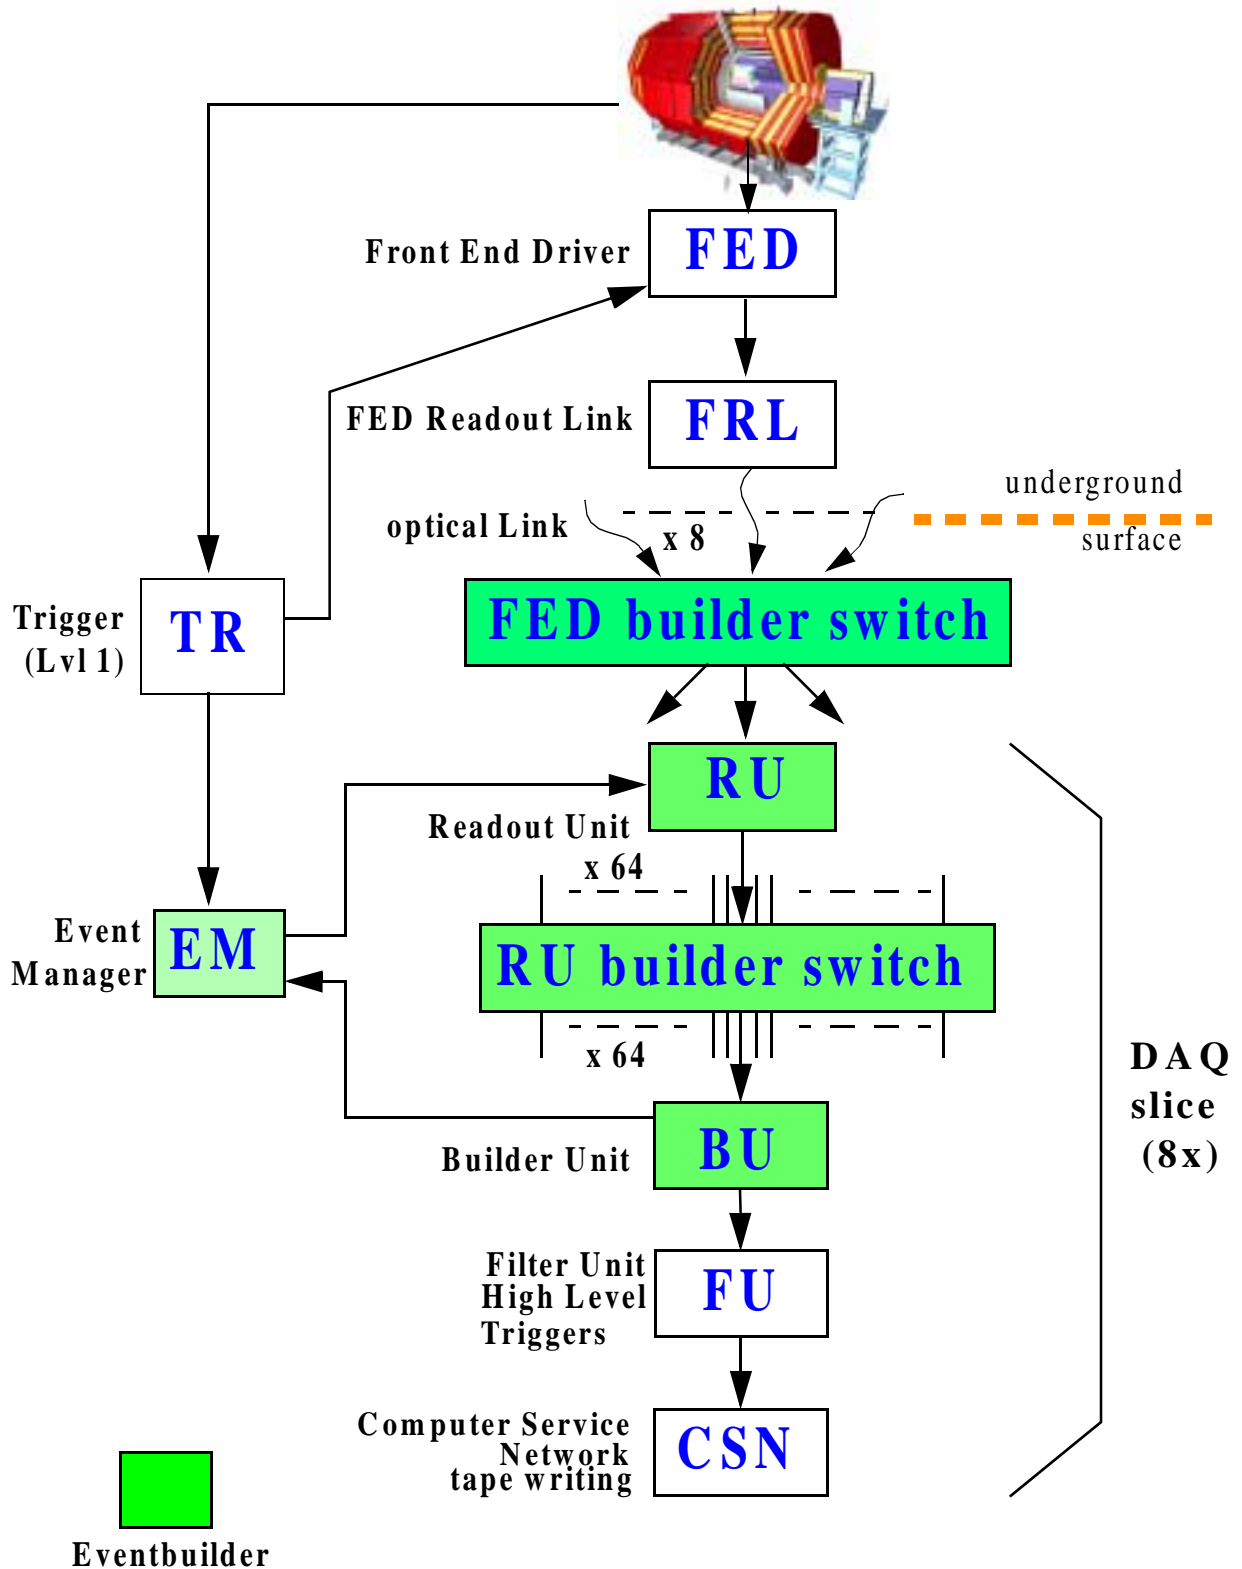 Front End Driver
FED
FED Readout Link
FRL
underground
optical Link
x 8
surface
FED builder switch
Trigger
(Lvl 1)
TR
RU
Readout Unit
x 64
Event
Manager
EM
RU builder switch
x 64
DAQ
slice
(8x)
BU
Builder Unit
Filter Unit
High Level
Triggers
FU
Computer Service
Network
tape writing
CSN
Eventbuilder